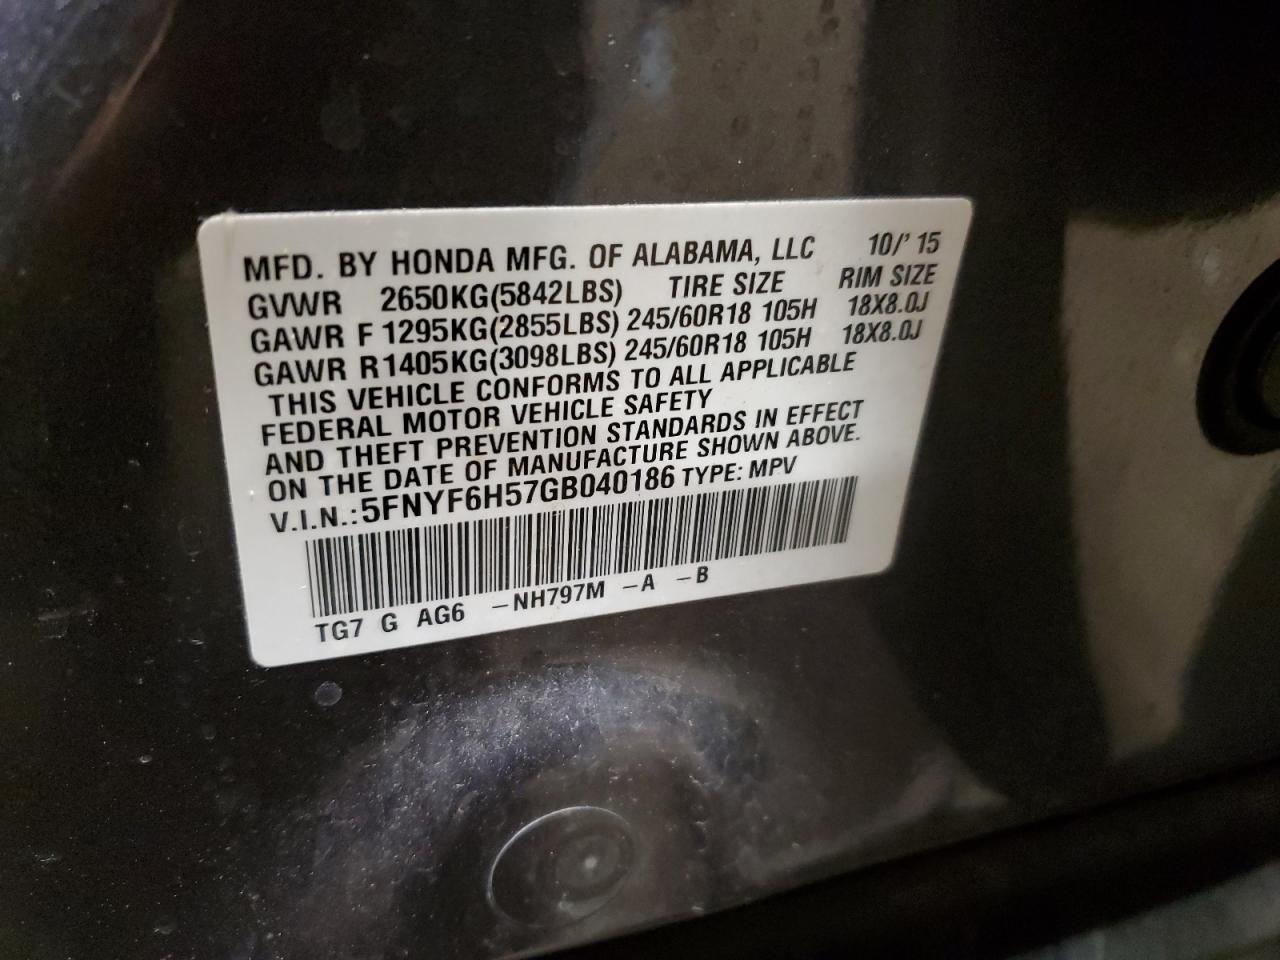 MFD. BY HONDA MFG. OF ALABAMA, LLC 10/' 15
GVWR 2650KG(5842LBS) TIRE SIZE RIM SIZE
GAWR F 1295KG(2855LBS) 245/60R18 105H 18X8.0J
GAWR R1405KG(3098LBS) 245/60R18 105H 18X8.0J
THIS VEHICLE CONFORMS TO ALL APPLICABLE
FEDERAL MOTOR VEHICLE SAFETY
AND THEFT PREVENTION STANDARDS IN EFFECT
ON THE DATE OF MANUFACTURE SHOWN ABOVE.
V.I.N.:5FNYF6H57GB040186 TYPE: MPV
TG7 G AG6 -NH797M -A -B